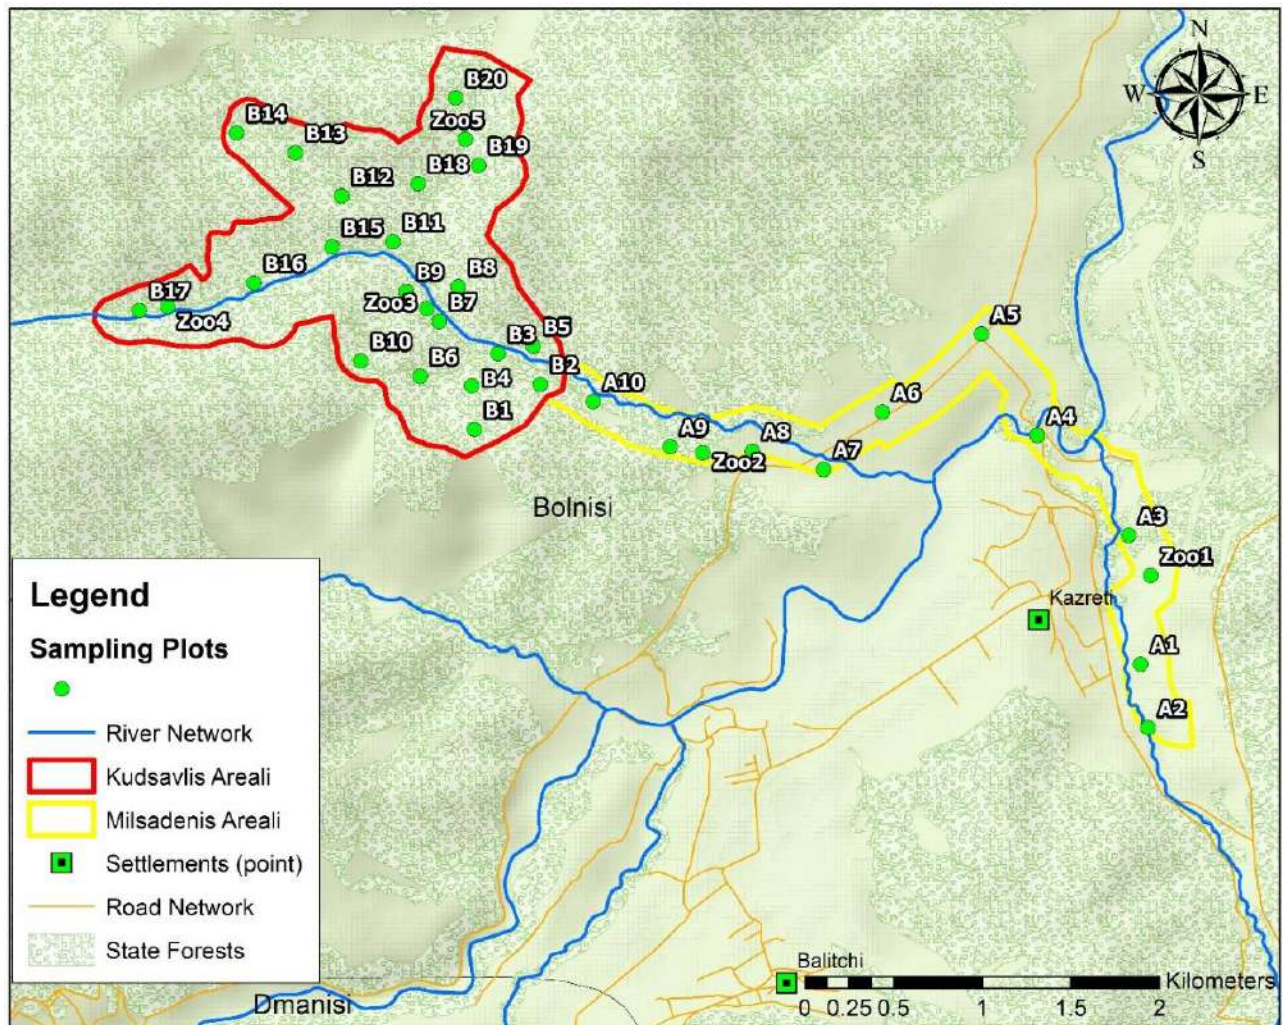 N
W E
S
B20
B14
Zoo5
B13
B19
B18
B12
B15
B11
B16
B9
B8
B17
Zoo4
Zoo3
B7
B3
B5
B10
B6
B4
B2
B1
A10
A5
A6
A4
A9
Zoo2
A8
A7
A3
Zoo1
Bolnisi
Kazreti
A1
A2
Legend
Sampling Plots
River Network
Kudsavlis Areali
Milsadenis Areali
Settlements (point)
Road Network
State Forests
Balitchi
Kilometers
0 0.25 0.5 1 1.5 2
Dmanisi